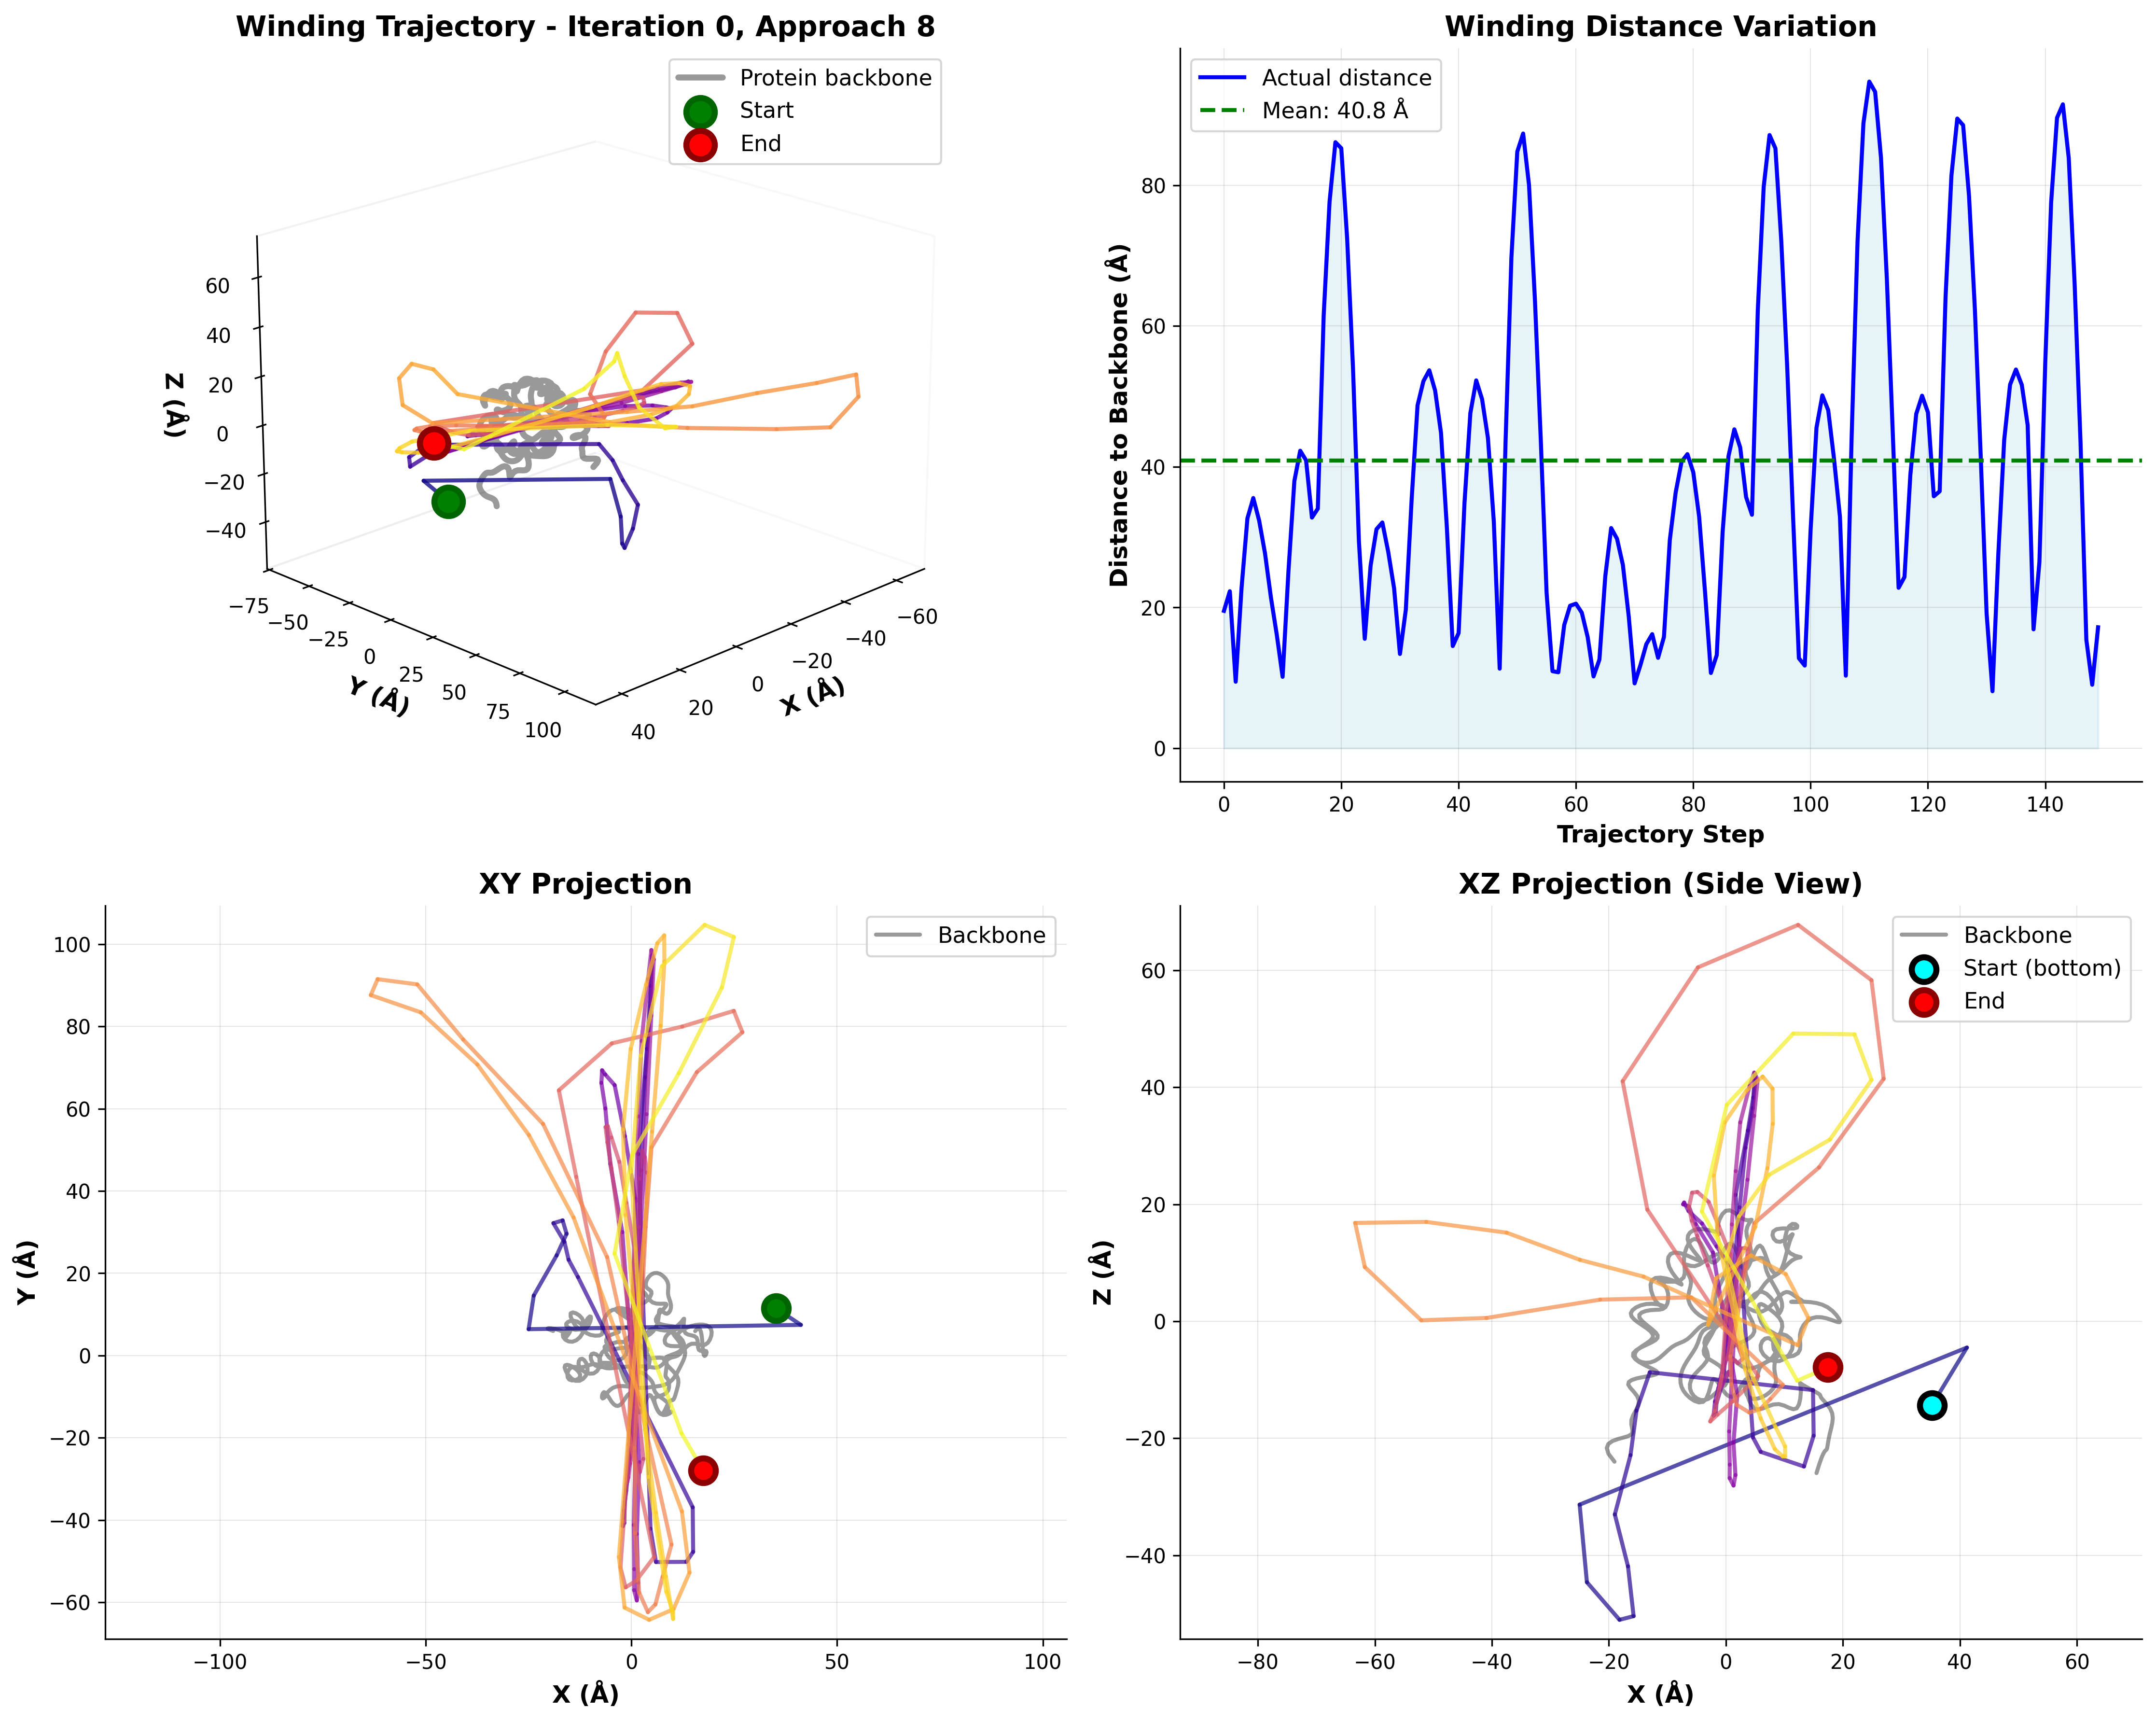 Winding Trajectory - Iteration 0, Approach 8
Protein backbone
Start
End
60
40
20
0
−20
−40
Z (Å)
−75
−50
−25
0
25
50
75
100
Y (Å)
40
20
0
−20
−40
−60
X (Å)
Winding Distance Variation
Actual distance
Mean: 40.8 Å
80
60
40
20
0
Distance to Backbone (Å)
0 20 40 60 80 100 120 140
Trajectory Step
XY Projection
Backbone
100
80
60
40
20
0
−20
−40
−60
Y (Å)
−100 −50 0 50 100
X (Å)
XZ Projection (Side View)
Backbone
Start (bottom)
End
60
40
20
0
−20
−40
Z (Å)
−80 −60 −40 −20 0 20 40 60
X (Å)